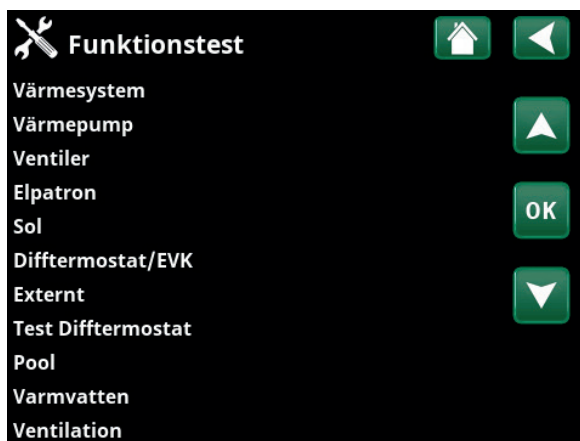 Funktionstest
Värmesystem
Värmepump
Ventiler
Elpatron
Sol
OK
Difftermostat/EVK
Externt
Test Difftermostat
Pool
Varmvatten
Ventilation